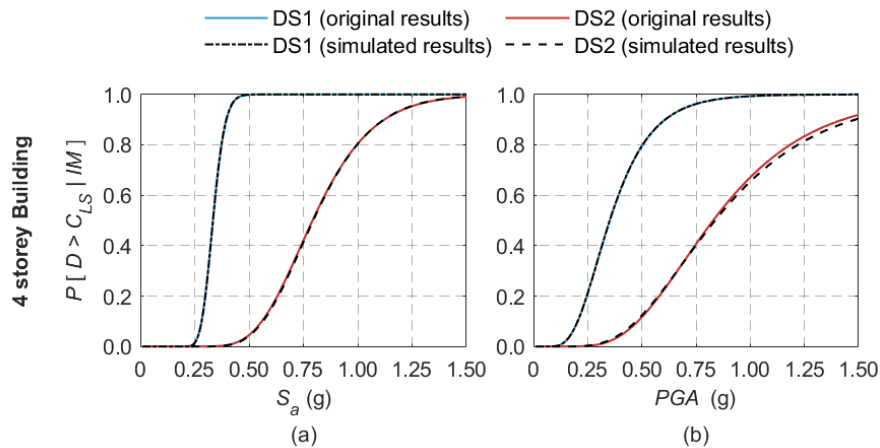 DS1 (original results) DS2 (original results)
DS1 (simulated results) DS2 (simulated results)
4 storey Building
P [ D > C_LS | IM ]
1.0
0.8
0.6
0.4
0.2
0.0
0 0.25 0.50 0.75 1.00 1.25 1.50
S_a (g)
(a)
1.0
0.8
0.6
0.4
0.2
0.0
0 0.25 0.50 0.75 1.00 1.25 1.50
PGA (g)
(b)